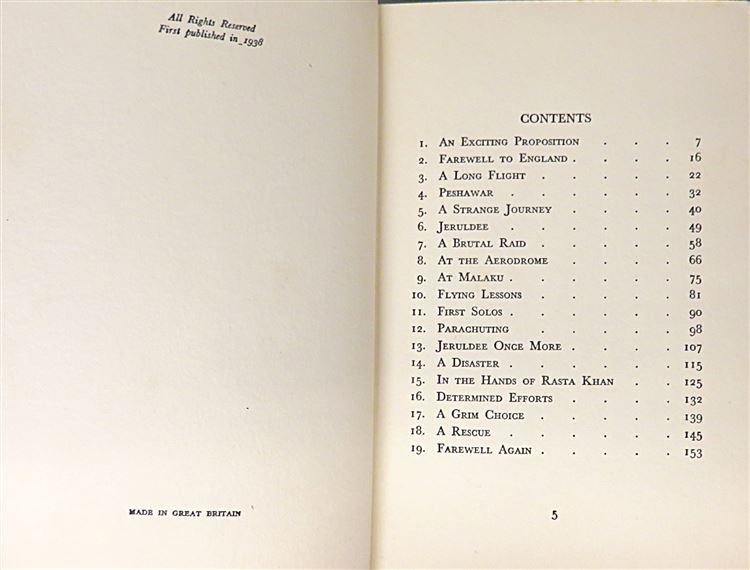 All Rights Reserved
First published in 1938
MADE IN GREAT BRITAIN
CONTENTS
1. An Exciting Proposition . . . 7
2. Farewell to England . . . . 16
3. A Long Flight . . . . 22
4. Peshawar . . . . . 32
5. A Strange Journey . . . . 40
6. Jeruldee . . . . . 49
7. A Brutal Raid . . . . 58
8. At the Aerodrome . . . . 66
9. At Malaku . . . . . 75
10. Flying Lessons . . . . 81
11. First Solos . . . . . 90
12. Parachuting . . . . 98
13. Jeruldee Once More . . . . 107
14. A Disaster . . . . . 115
15. In the Hands of Rasta Khan . . 125
16. Determined Efforts . . . . 132
17. A Grim Choice . . . . 139
18. A Rescue . . . . . 145
19. Farewell Again . . . . 153
5